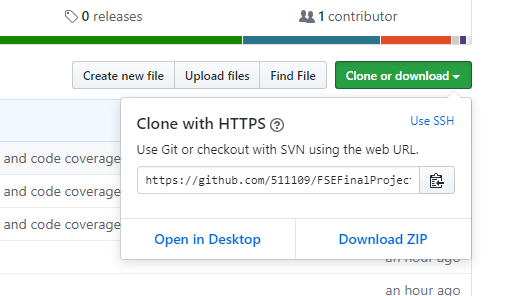 0 releases
1 contributor
Create new file
Upload files
Find File
Clone or download
Clone with HTTPS
Use SSH
Use Git or checkout with SVN using the web URL.
https://github.com/511109/FSEFinalProjec
and code coverage
and code coverage
and code coverage
Open in Desktop
Download ZIP
an hour ago
an hour ago